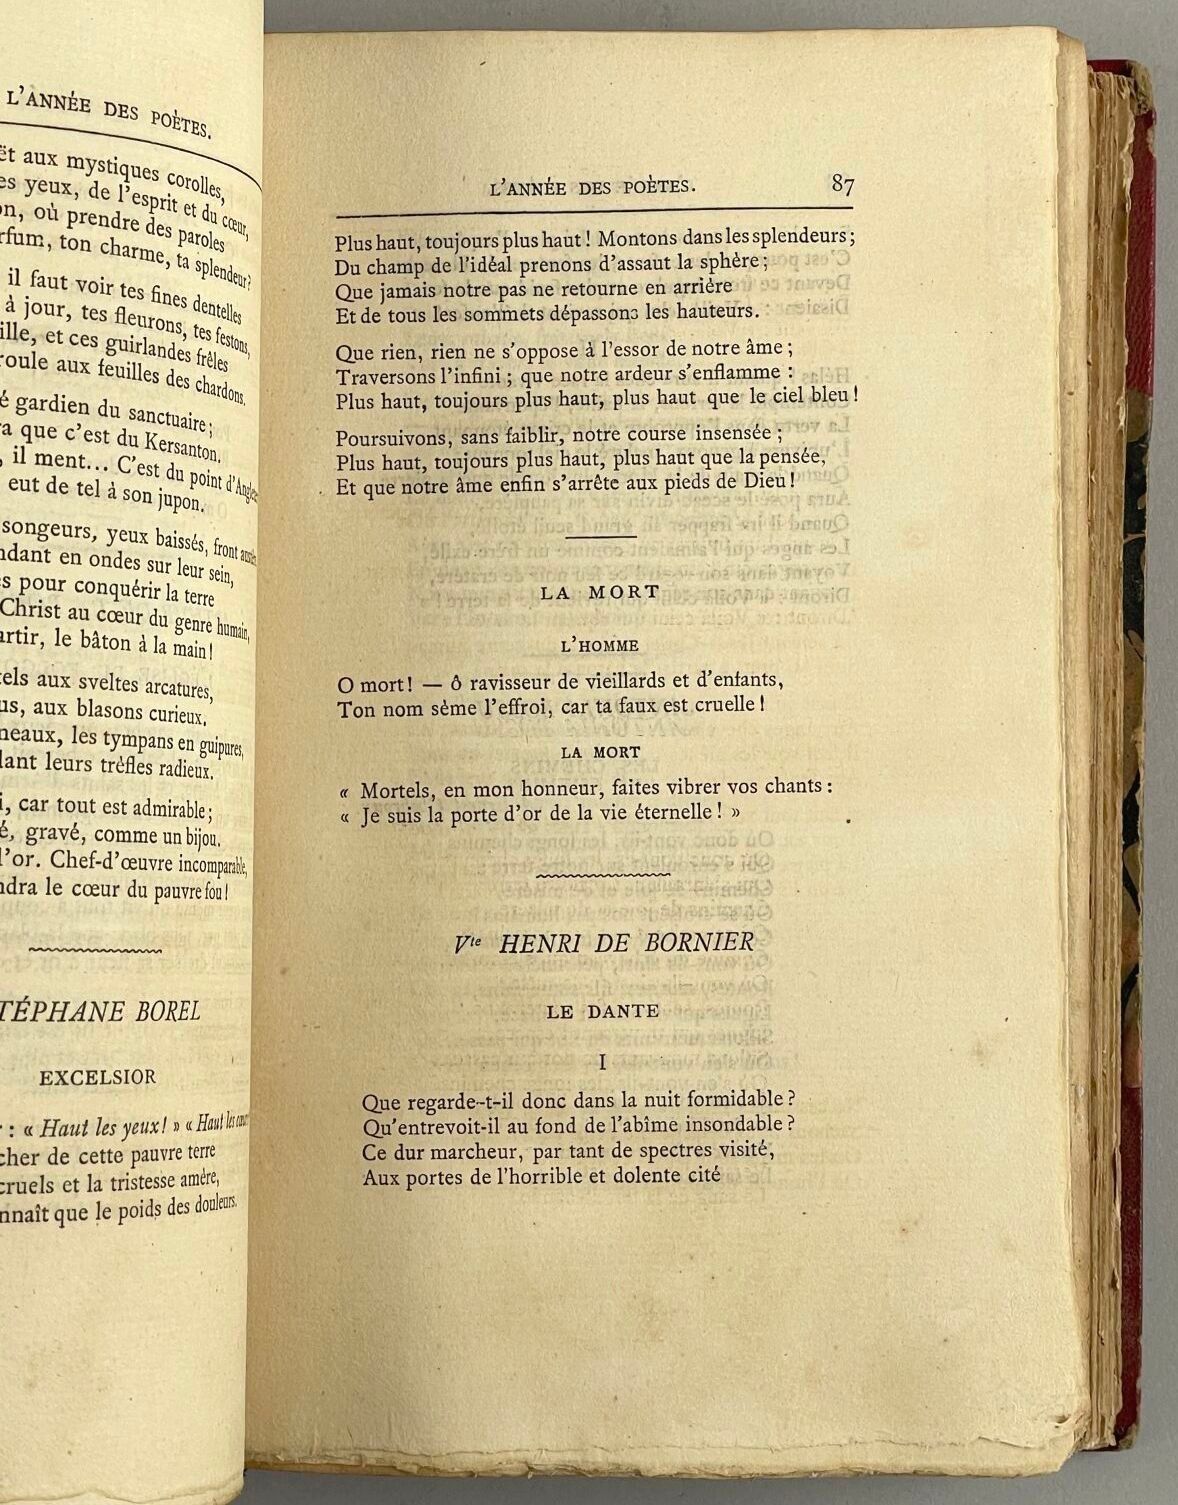 L'ANNÉE DES POÈTES.
aux mystiques corolles,
yeux, de l'esprit et du cœur,
où prendre des paroles
ton charme, ta splendeur?
il faut voir tes fines dentelles
à jour, tes fleurons, tes festons,
et ces guirlandes frêles
roule aux feuilles des chardons.
gardien du sanctuaire;
que c'est du Kersanton.
il ment... C'est du point d'Angle
eut de tel à son jupon.
songeurs, yeux baissés, front
en ondes sur leur sein,
pour conquérir la terre
Christ au cœur du genre humain,
le bâton à la main!
aux sveltes arcatures,
aux blasons curieux,
les tympans en guipures,
leurs trèfles radieux.
car tout est admirable;
gravé, comme un bijou.
l'or. Chef-d'œuvre incomparable,
le cœur du pauvre fou!
TÉPHANE BOREL
EXCELSIOR
: « Haut les yeux! » « Haut les
de cette pauvre terre
cruels et la tristesse amère,
que le poids des douleurs.
L'ANNÉE DES POÈTES. 87
Plus haut, toujours plus haut! Montons dans les splendeurs;
Du champ de l'idéal prenons d'assaut la sphère;
Que jamais notre pas ne retourne en arrière
Et de tous les sommets dépassons les hauteurs.
Que rien, rien ne s'oppose à l'essor de notre âme;
Traversons l'infini; que notre ardeur s'enflamme :
Plus haut, toujours plus haut, plus haut que le ciel bleu!
Poursuivons, sans faiblir, notre course insensée;
Plus haut, toujours plus haut, plus haut que la pensée,
Et que notre âme enfin s'arrête aux pieds de Dieu!
LA MORT
L'HOMME
O mort! — ô ravisseur de vieillards et d'enfants,
Ton nom sème l'effroi, car ta faux est cruelle!
LA MORT
« Mortels, en mon honneur, faites vibrer vos chants :
« Je suis la porte d'or de la vie éternelle! »
Vte HENRI DE BORNIER
LE DANTE
I
Que regarde-t-il donc dans la nuit formidable?
Qu'entrevoit-il au fond de l'abîme insondable?
Ce dur marcheur, par tant de spectres visité,
Aux portes de l'horrible et dolente cité